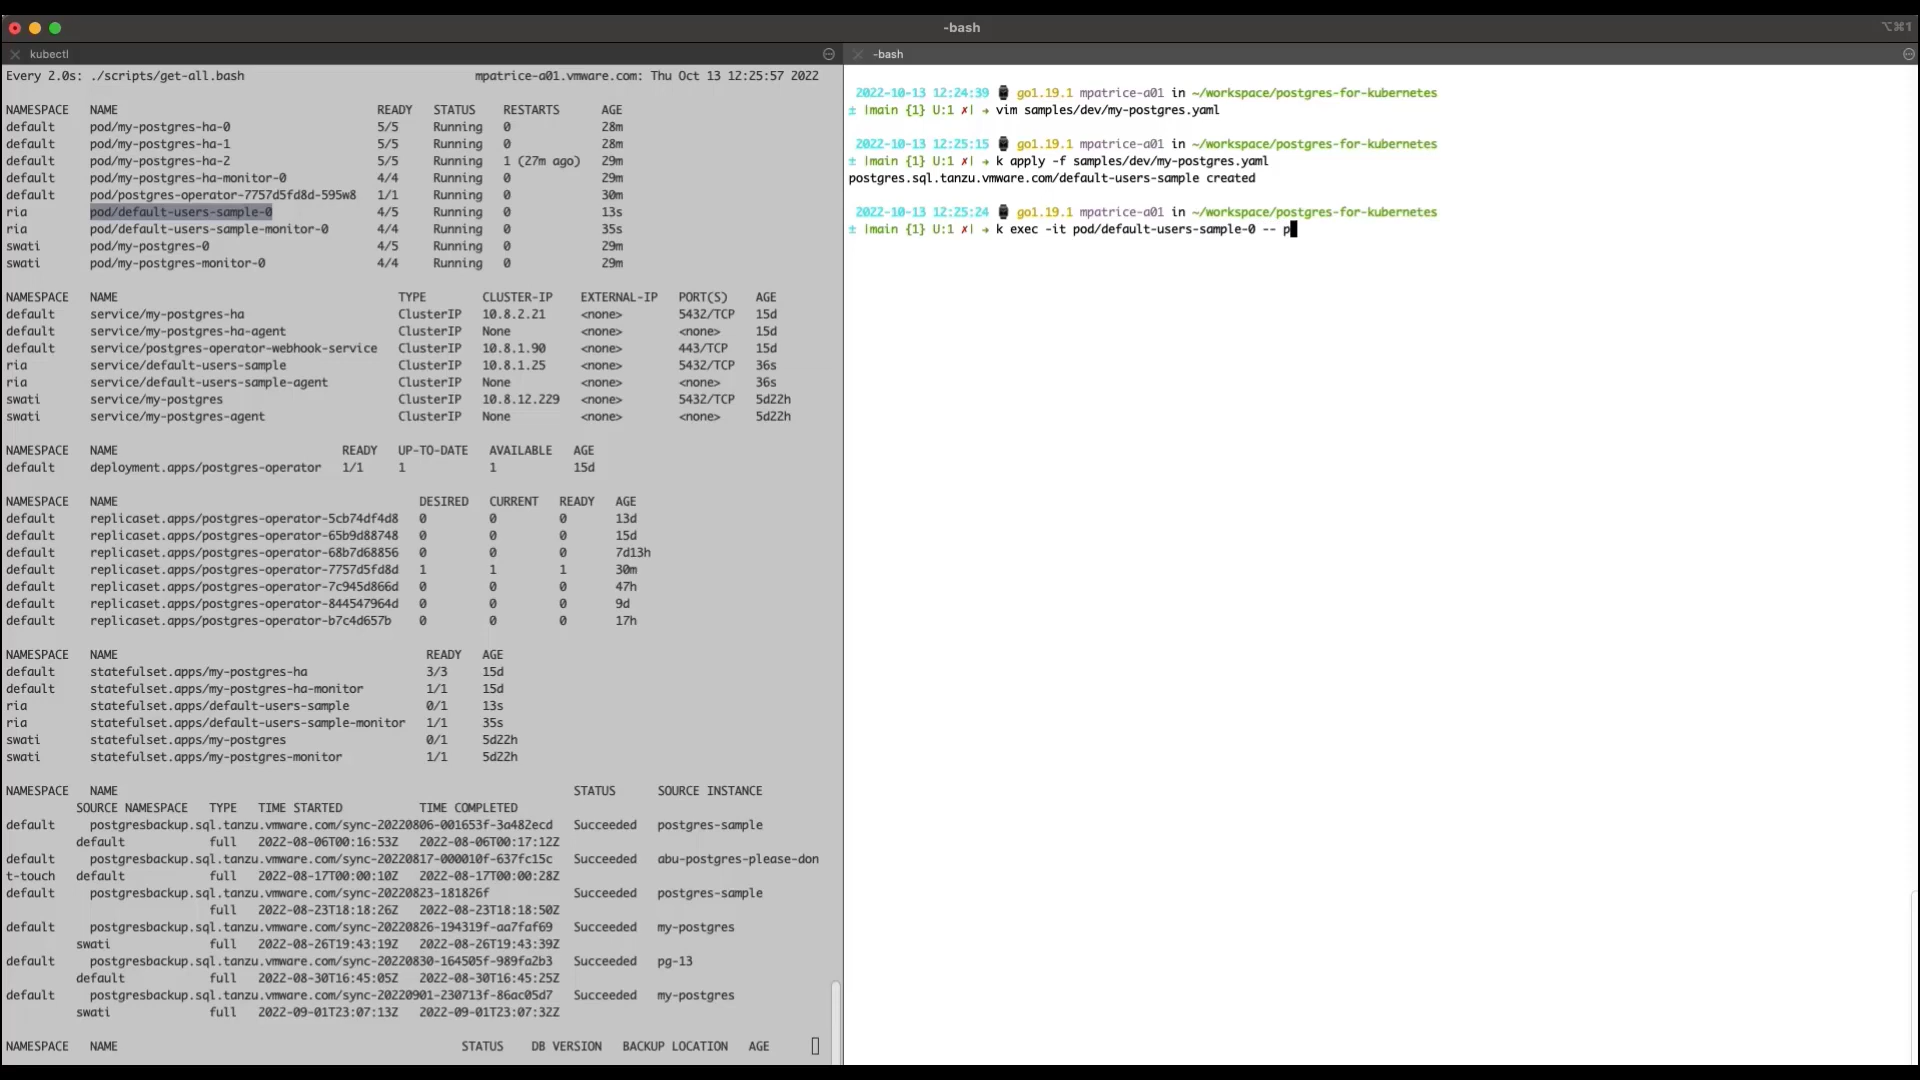 -bash
⌥⌘1
kubectl
Every 2.0s: ./scripts/get-all.bash mpatrice-a01.vmware.com: Thu Oct 13 12:25:57 2022
NAMESPACE NAME READY STATUS RESTARTS AGE
default pod/my-postgres-ha-0 5/5 Running 0 28m
default pod/my-postgres-ha-1 5/5 Running 0 28m
default pod/my-postgres-ha-2 5/5 Running 1 (27m ago) 29m
default pod/my-postgres-ha-monitor-0 4/4 Running 0 29m
default pod/postgres-operator-7757d5fd8d-595w8 1/1 Running 0 30m
ria pod/default-users-sample-0 4/5 Running 0 13s
ria pod/default-users-sample-monitor-0 4/4 Running 0 35s
swati pod/my-postgres-0 4/5 Running 0 29m
swati pod/my-postgres-monitor-0 4/4 Running 0 29m
NAMESPACE NAME TYPE CLUSTER-IP EXTERNAL-IP PORT(S) AGE
default service/my-postgres-ha ClusterIP 10.8.2.21 <none> 5432/TCP 15d
default service/my-postgres-ha-agent ClusterIP None <none> <none> 15d
default service/postgres-operator-webhook-service ClusterIP 10.8.1.90 <none> 443/TCP 15d
ria service/default-users-sample ClusterIP 10.8.1.25 <none> 5432/TCP 36s
ria service/default-users-sample-agent ClusterIP None <none> <none> 36s
swati service/my-postgres ClusterIP 10.8.12.229 <none> 5432/TCP 5d22h
swati service/my-postgres-agent ClusterIP None <none> <none> 5d22h
NAMESPACE NAME READY UP-TO-DATE AVAILABLE AGE
default deployment.apps/postgres-operator 1/1 1 1 15d
NAMESPACE NAME DESIRED CURRENT READY AGE
default replicaset.apps/postgres-operator-5cb74df4d8 0 0 0 13d
default replicaset.apps/postgres-operator-65b9d88748 0 0 0 15d
default replicaset.apps/postgres-operator-68b7d68856 0 0 0 7d13h
default replicaset.apps/postgres-operator-7757d5fd8d 1 1 1 30m
default replicaset.apps/postgres-operator-7c945d866d 0 0 0 47h
default replicaset.apps/postgres-operator-844547964d 0 0 0 9d
default replicaset.apps/postgres-operator-b7c4d657b 0 0 0 17h
NAMESPACE NAME READY AGE
default statefulset.apps/my-postgres-ha 3/3 15d
default statefulset.apps/my-postgres-ha-monitor 1/1 15d
ria statefulset.apps/default-users-sample 0/1 13s
ria statefulset.apps/default-users-sample-monitor 1/1 35s
swati statefulset.apps/my-postgres 0/1 5d22h
swati statefulset.apps/my-postgres-monitor 1/1 5d22h
NAMESPACE NAME STATUS SOURCE INSTANCE
SOURCE NAMESPACE TYPE TIME STARTED TIME COMPLETED
default postgresbackup.sql.tanzu.vmware.com/sync-20220806-001653f-3a482ecd Succeeded postgres-sample
default full 2022-08-06T00:16:53Z 2022-08-06T00:17:12Z
default postgresbackup.sql.tanzu.vmware.com/sync-20220817-000010f-637fc15c Succeeded abu-postgres-please-don
t-touch default full 2022-08-17T00:00:10Z 2022-08-17T00:00:28Z
default postgresbackup.sql.tanzu.vmware.com/sync-20220823-181826f Succeeded postgres-sample
full 2022-08-23T18:18:26Z 2022-08-23T18:18:50Z
default postgresbackup.sql.tanzu.vmware.com/sync-20220826-194319f-aa7faf69 Succeeded my-postgres
swati full 2022-08-26T19:43:19Z 2022-08-26T19:43:39Z
default postgresbackup.sql.tanzu.vmware.com/sync-20220830-164505f-989fa2b3 Succeeded pg-13
default full 2022-08-30T16:45:05Z 2022-08-30T16:45:25Z
default postgresbackup.sql.tanzu.vmware.com/sync-20220901-230713f-86ac05d7 Succeeded my-postgres
swati full 2022-09-01T23:07:13Z 2022-09-01T23:07:32Z
NAMESPACE NAME STATUS DB VERSION BACKUP LOCATION AGE
-bash
2022-10-13 12:24:39 go1.19.1 mpatrice-a01 in ~/workspace/postgres-for-kubernetes
± |main {1} U:1 ✗| → vim samples/dev/my-postgres.yaml
2022-10-13 12:25:15 go1.19.1 mpatrice-a01 in ~/workspace/postgres-for-kubernetes
± |main {1} U:1 ✗| → k apply -f samples/dev/my-postgres.yaml
postgres.sql.tanzu.vmware.com/default-users-sample created
2022-10-13 12:25:24 go1.19.1 mpatrice-a01 in ~/workspace/postgres-for-kubernetes
± |main {1} U:1 ✗| → k exec -it pod/default-users-sample-0 -- p